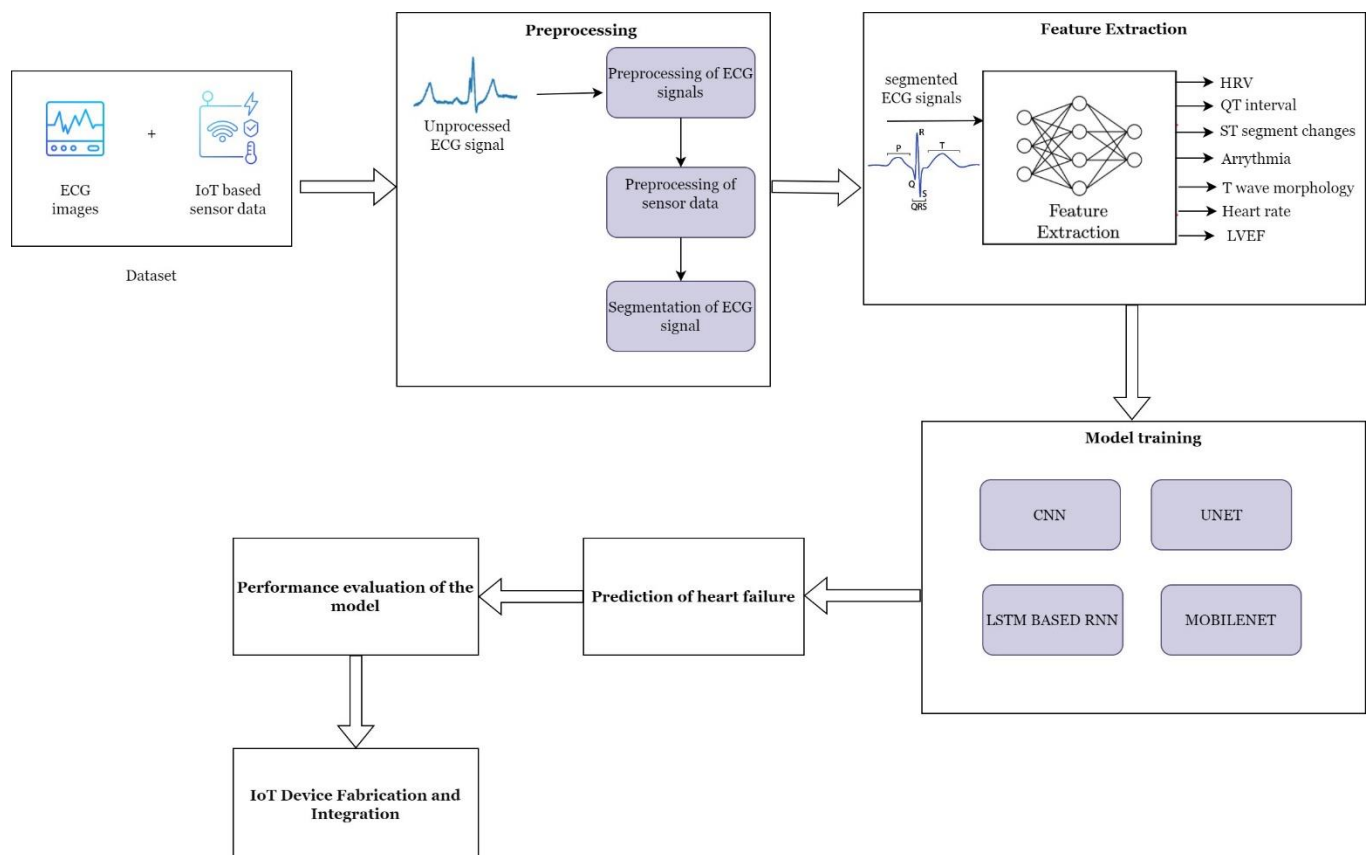 ECG
images
+
IoT based
sensor data
Dataset
Preprocessing
Unprocessed
ECG signal
Preprocessing of ECG
signals
Preprocessing of
sensor data
Segmentation of ECG
signal
Feature Extraction
segmented
ECG signals
P
R
T
Q
S
QRS
Feature
Extraction
HRV
QT interval
ST segment changes
Arrythmia
T wave morphology
Heart rate
LVEF
Model training
CNN
UNET
LSTM BASED RNN
MOBILENET
Prediction of heart failure
Performance evaluation of the
model
IoT Device Fabrication and
Integration